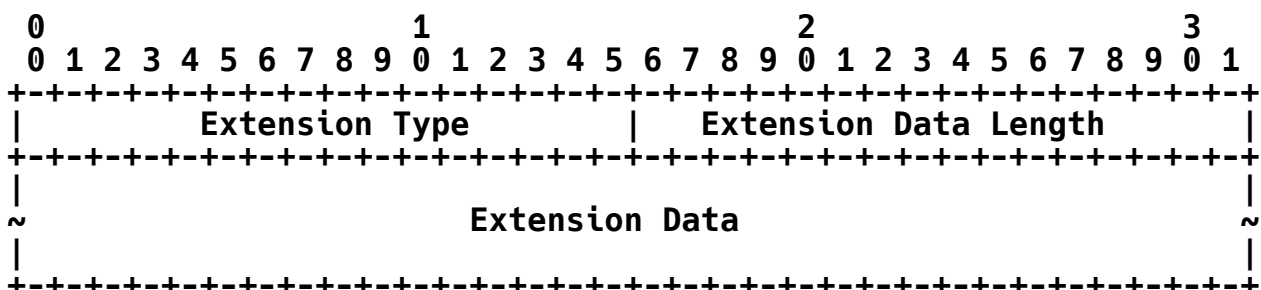 0                   1                   2                   3
 0 1 2 3 4 5 6 7 8 9 0 1 2 3 4 5 6 7 8 9 0 1 2 3 4 5 6 7 8 9 0 1
+-+-+-+-+-+-+-+-+-+-+-+-+-+-+-+-+-+-+-+-+-+-+-+-+-+-+-+-+-+-+-+-+
|         Extension Type        |   Extension Data Length       |
+-+-+-+-+-+-+-+-+-+-+-+-+-+-+-+-+-+-+-+-+-+-+-+-+-+-+-+-+-+-+-+-+
|                                                               |
~                       Extension Data                          ~
|                                                               |
+-+-+-+-+-+-+-+-+-+-+-+-+-+-+-+-+-+-+-+-+-+-+-+-+-+-+-+-+-+-+-+-+